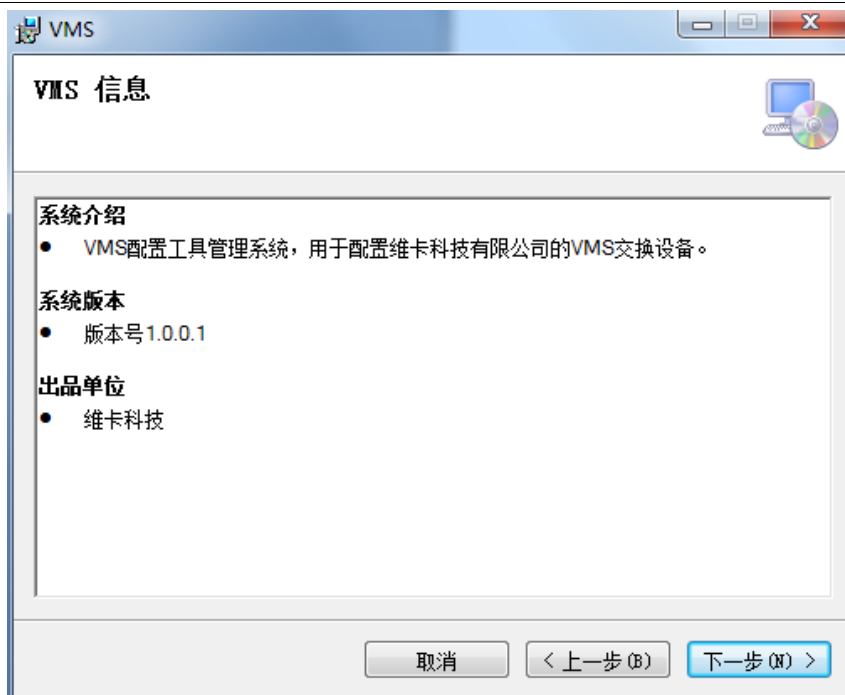 VMS
VMS 信息
系统介绍
● VMS配置工具管理系统，用于配置维卡科技有限公司的VMS交换设备。
系统版本
● 版本号1.0.0.1
出品单位
● 维卡科技
取消 < 上一步(B) 下一步(N) >